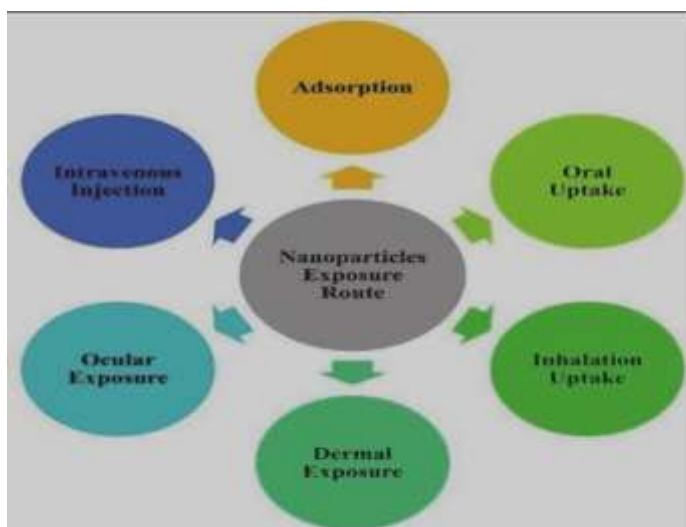 Adsorption
Intravenous
Injection
Oral
Uptake
Nanoparticles
Exposure
Route
Ocular
Exposure
Inhalation
Uptake
Dermal
Exposure